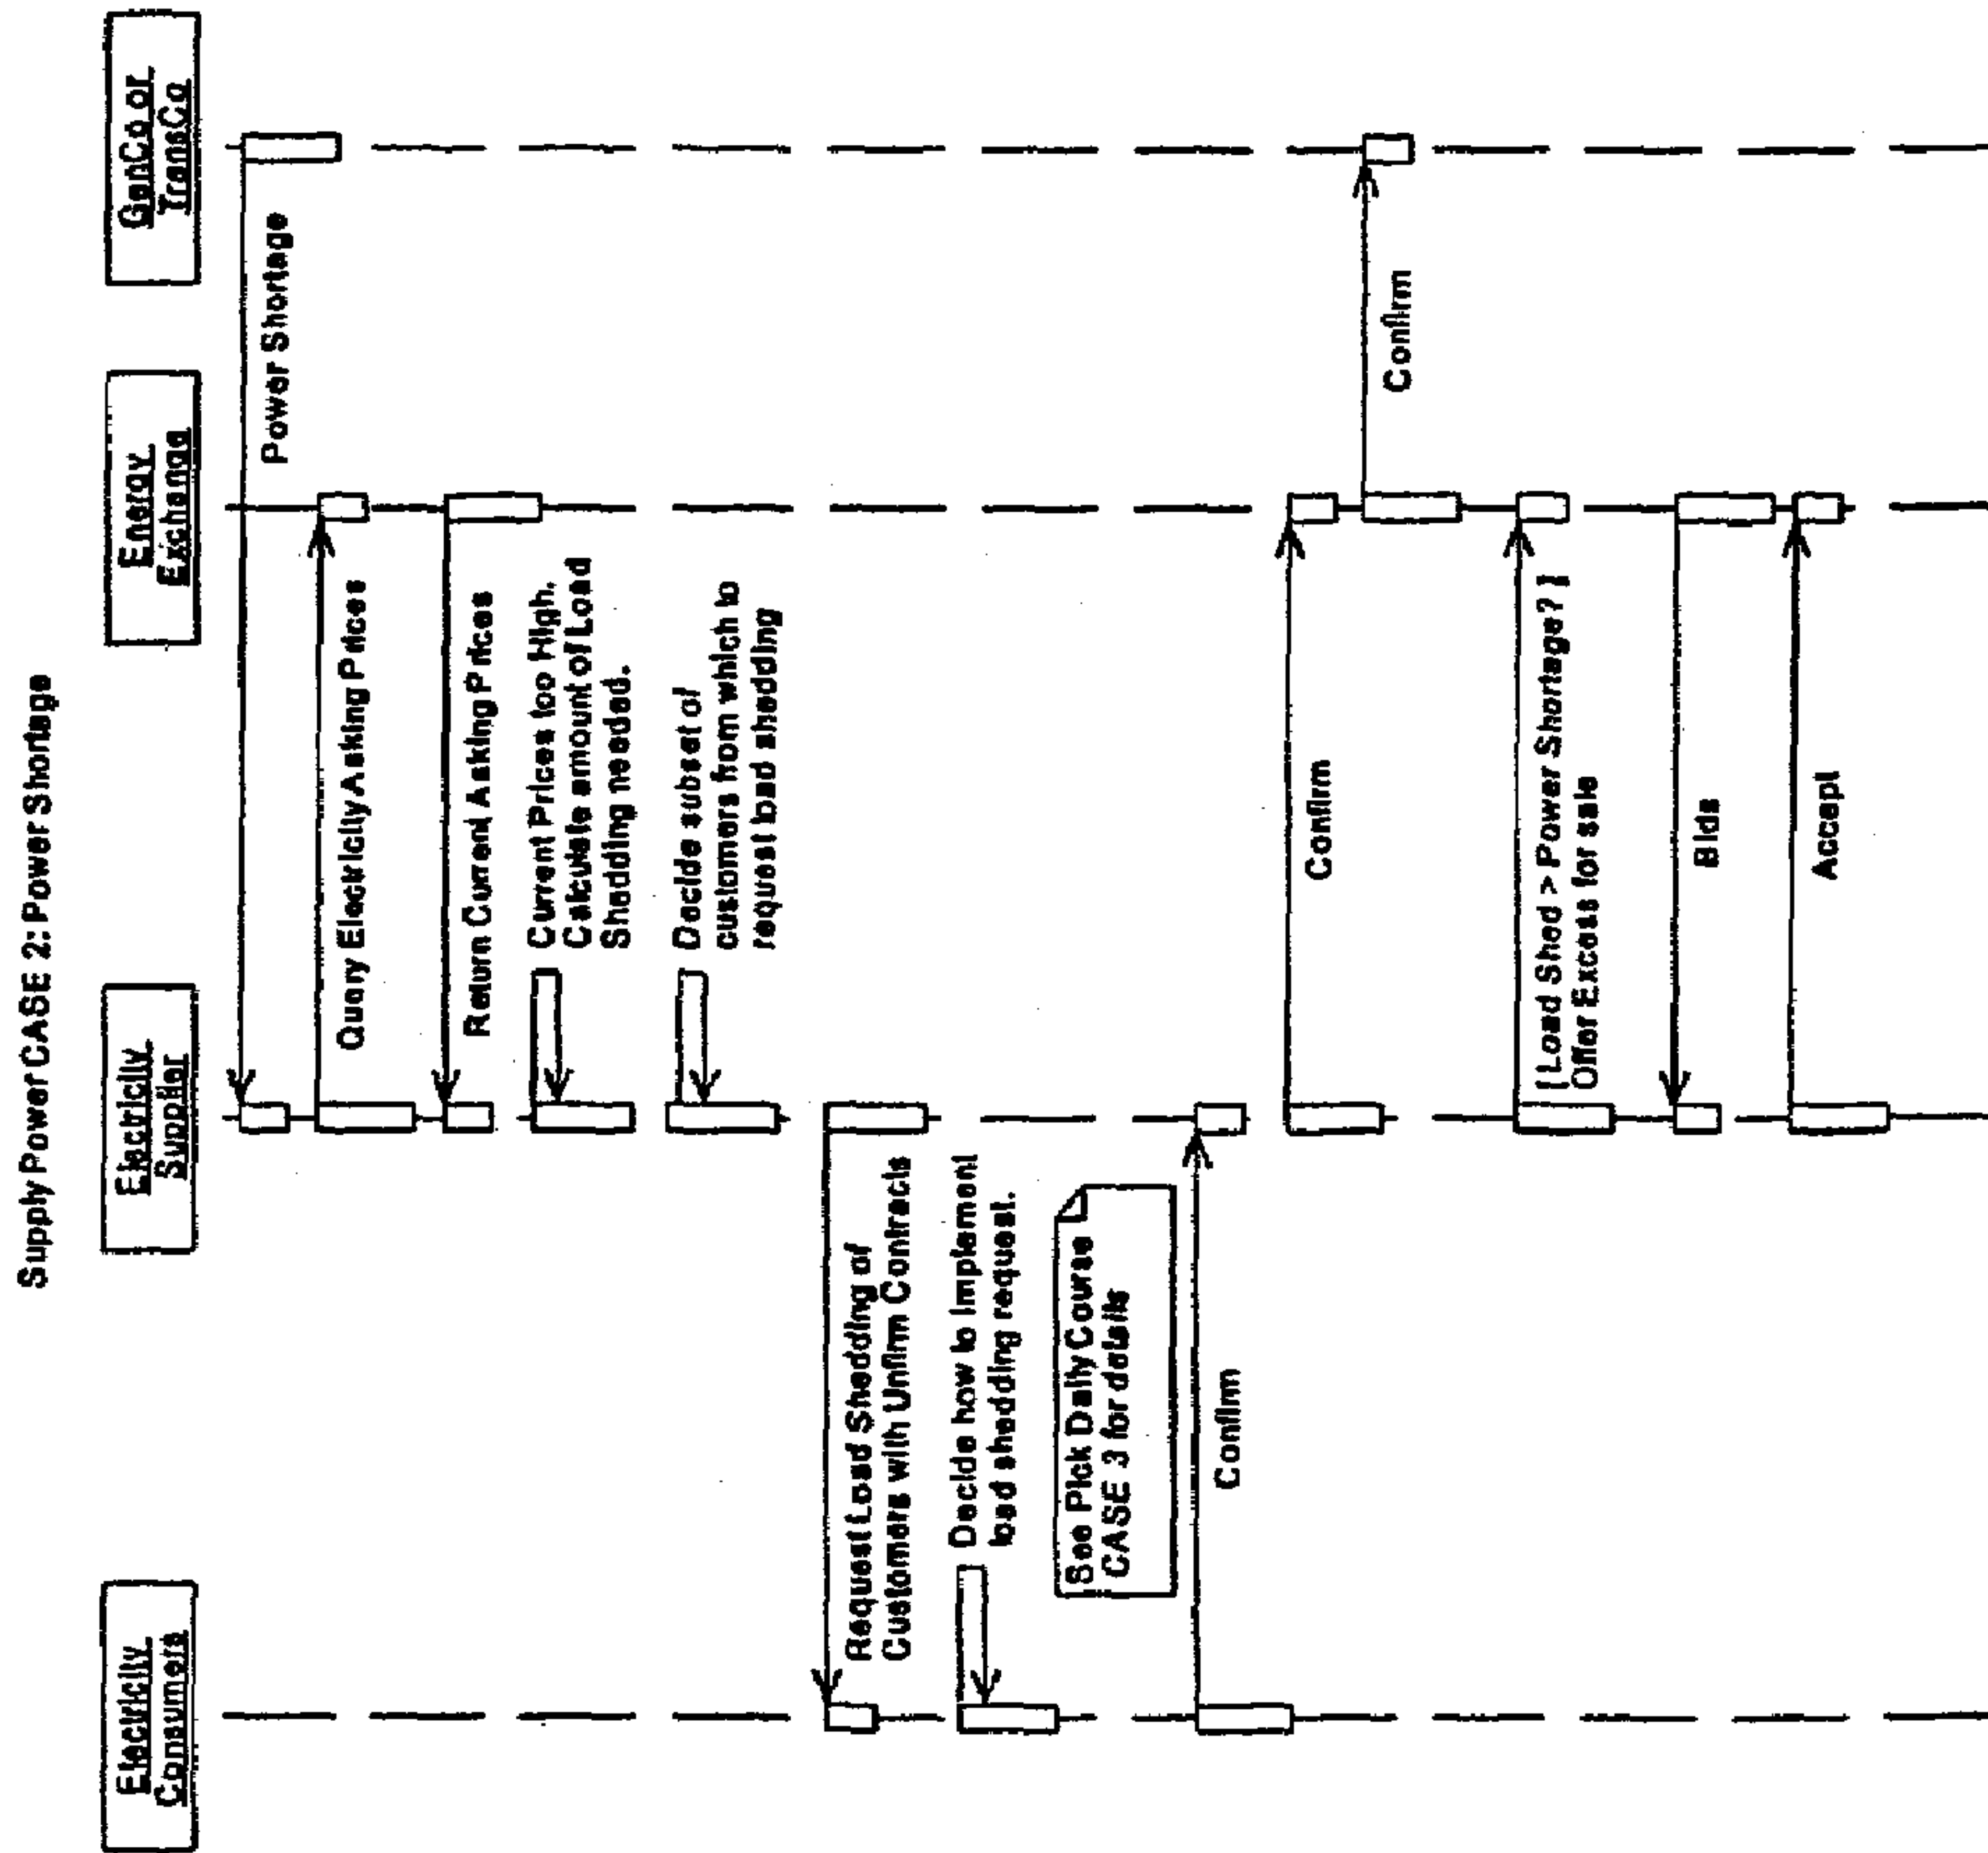 Supply Power CASE 2: Power Shortage
Electricity
Consumers
Electricity
Supplier
Energy
Exchange
GenCo or
TransCo
Power Shortage
Query Electricity Asking Prices
Return Current Asking Prices
Current Prices too High.
Calculate amount of Load
Shedding needed.
Decide subset of
customers from which to
request load shedding
Request Load Shedding of
Customers with Unfirm Contracts
Decide how to implement
load shedding request.
See Pick Daily Course
CASE 3 for details
Confirm
Confirm
Confirm
[Load Shed > Power Shortage?]
Offer Excess for sale
Bids
Accept